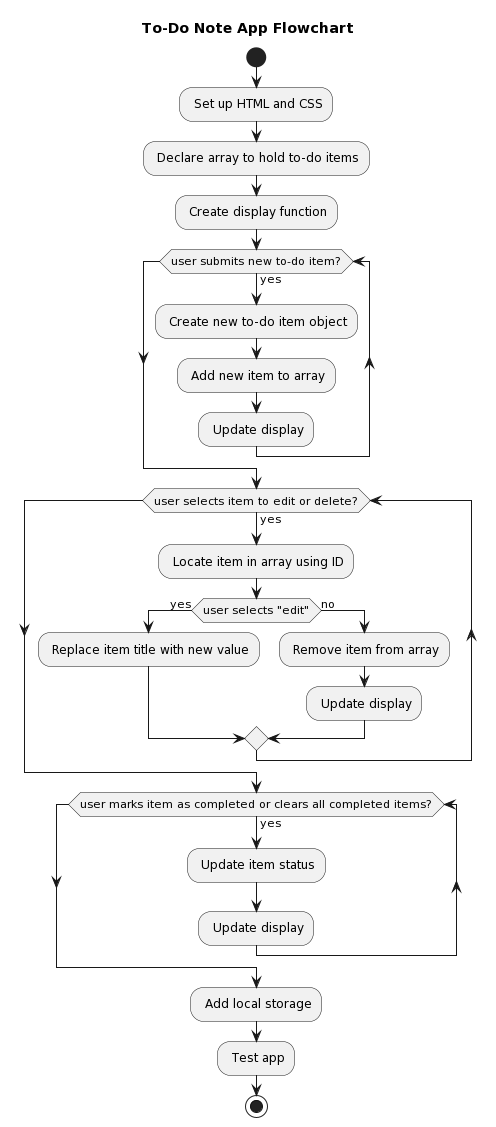 To-Do Note App Flowchart
Set up HTML and CSS
Declare array to hold to-do items
Create display function
user submits new to-do item?
yes
Create new to-do item object
Add new item to array
Update display
user selects item to edit or delete?
yes
Locate item in array using ID
yes
user selects "edit"
no
Replace item title with new value
Remove item from array
Update display
user marks item as completed or clears all completed items?
yes
Update item status
Update display
Add local storage
Test app